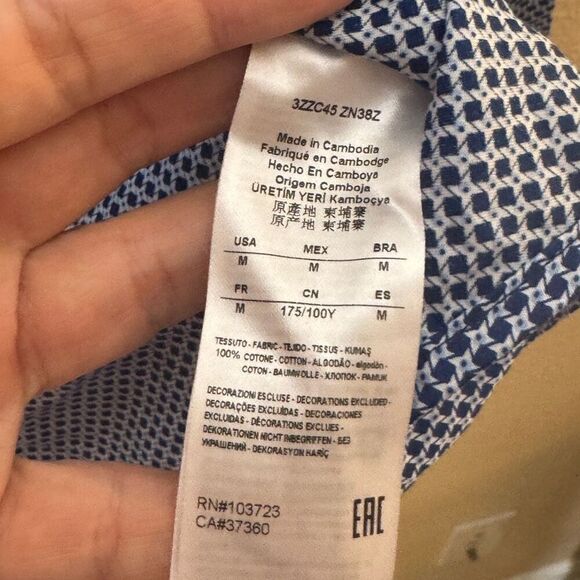 3ZZC45 ZN38Z
Made in Cambodia
Fabriqué en Cambodge
Hecho En Camboya
Origem Camboja
ÜRETİM YERİ Kamboçya
原產地 柬埔寨
原产地 柬埔寨
USA MEX BRA
M M M
FR CN ES
M 175/100Y M
TESSUTO - FABRIC - TEJIDO - TISSUS - KUMAŞ
100% COTONE - COTTON - ALGODÃO - algodón -
COTON - BAUMWOLLE - ХЛОПОК - PAMUK
DECORAZIONI ESCLUSE - DECORATIONS EXCLUDED -
DECORAÇÕES EXCLUÍDAS - DECORACIONES
EXCLUIDAS - DÉCORATIONS EXCLUES -
DEKORATIONEN NICHT INBEGRIFFEN - БЕЗ
УКРАШЕНИЙ - DEKORASYON HARİÇ
RN#103723
CA#37360
EAC